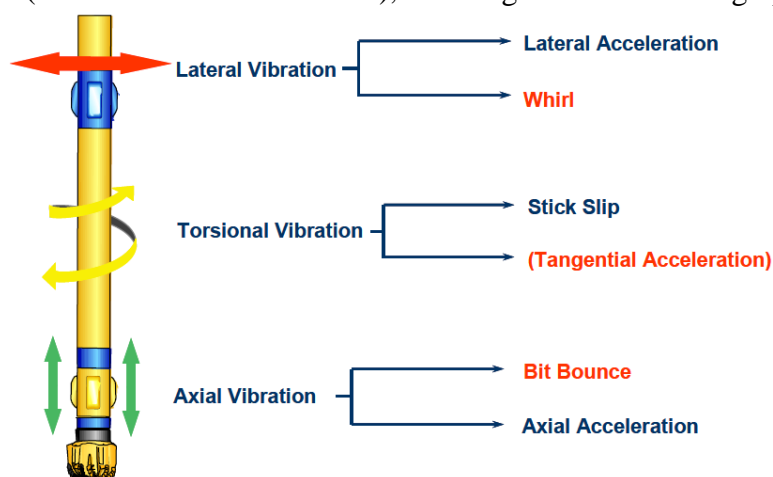 Lateral Acceleration
Lateral Vibration
Whirl
Stick Slip
Torsional Vibration
(Tangential Acceleration)
Bit Bounce
Axial Vibration
Axial Acceleration